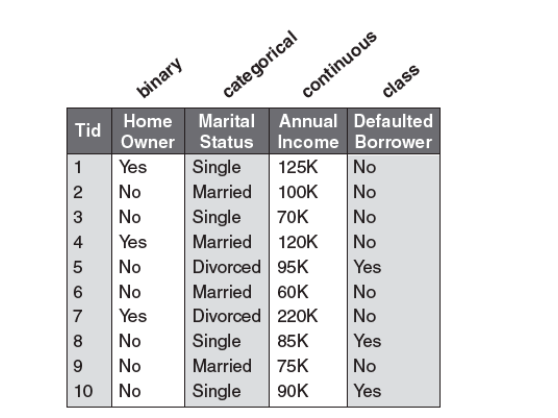 binary categorical continuous class
Tid Home Owner Marital Status Annual Income Defaulted Borrower
1 Yes Single 125K No
2 No Married 100K No
3 No Single 70K No
4 Yes Married 120K No
5 No Divorced 95K Yes
6 No Married 60K No
7 Yes Divorced 220K No
8 No Single 85K Yes
9 No Married 75K No
10 No Single 90K Yes